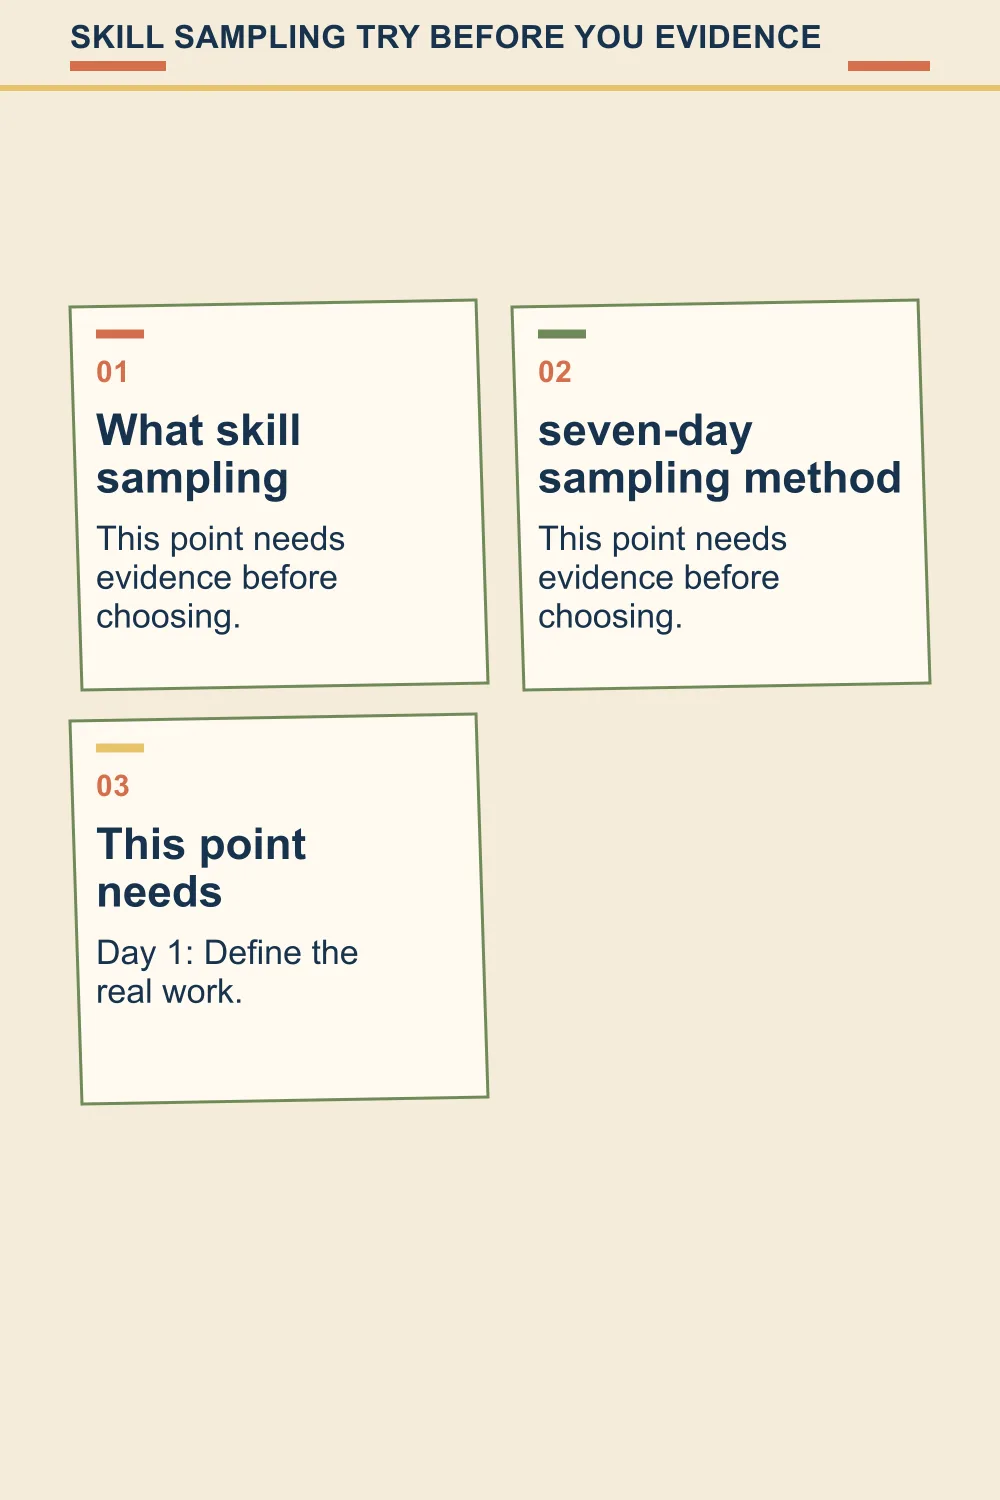 SKILL SAMPLING TRY BEFORE YOU EVIDENCE
01
What skill
sampling
This point needs
evidence before
choosing.
02
seven-day
sampling method
This point needs
evidence before
choosing.
03
This point
needs
Day 1: Define the
real work.